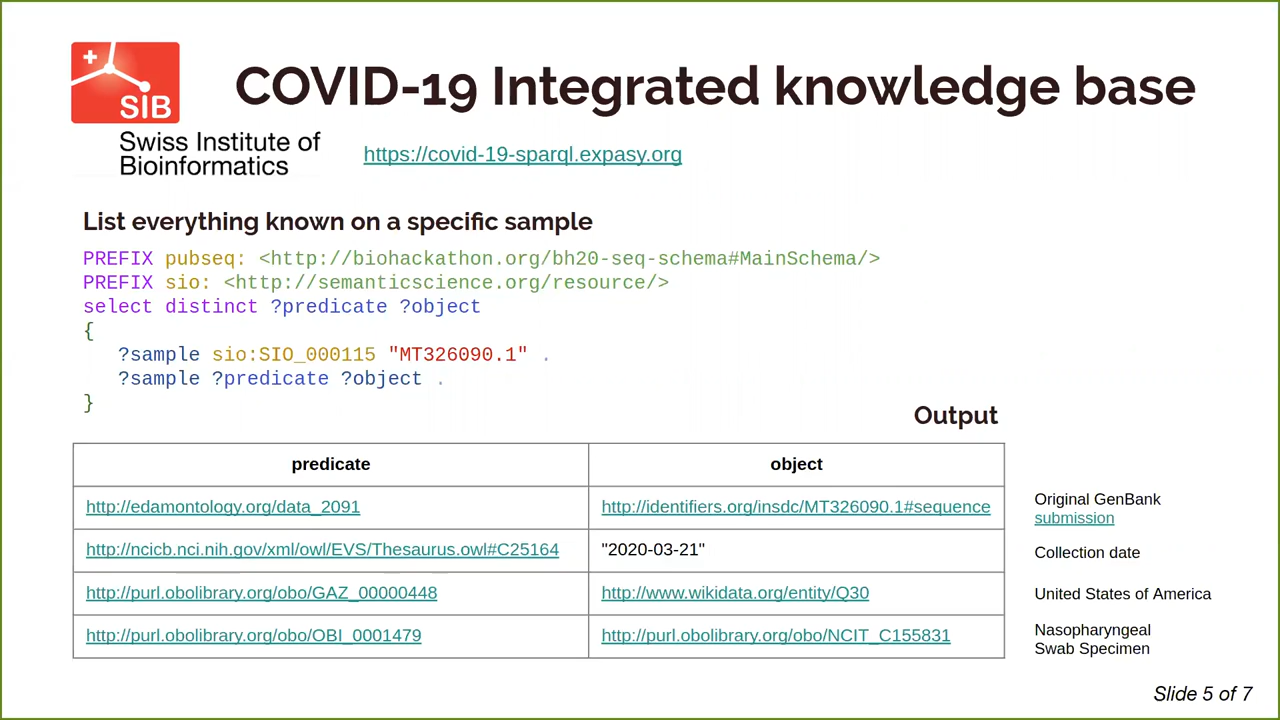 SIB
COVID-19 Integrated knowledge base
Swiss Institute of
Bioinformatics
https://covid-19-sparql.expasy.org
List everything known on a specific sample
PREFIX pubseq: <http://biohackathon.org/bh20-seq-schema#MainSchema/>
PREFIX sio: <http://semanticscience.org/resource/>
select distinct ?predicate ?object
{
?sample sio:SIO_000115 "MT326090.1" .
?sample ?predicate ?object .
}
Output
predicate object
http://edamontology.org/data_2091 http://identifiers.org/insdc/MT326090.1#sequence
Original GenBank
submission
http://ncicb.nci.nih.gov/xml/owl/EVS/Thesaurus.owl#C25164 "2020-03-21" Collection date
http://purl.obolibrary.org/obo/GAZ_00000448 http://www.wikidata.org/entity/Q30 United States of America
http://purl.obolibrary.org/obo/OBI_0001479 http://purl.obolibrary.org/obo/NCIT_C155831
Nasopharyngeal
Swab Specimen
Slide 5 of 7